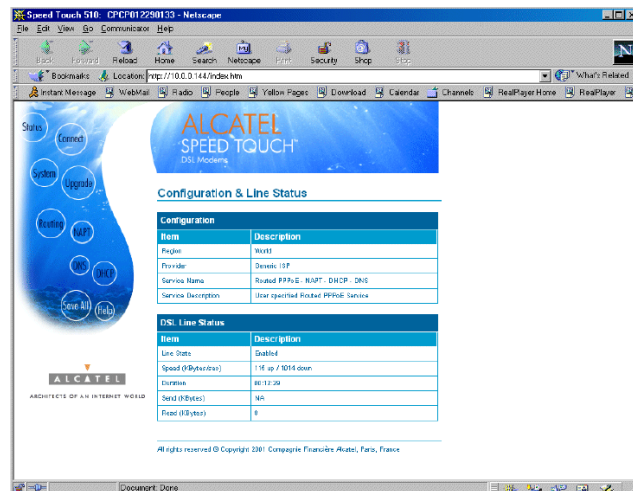 Speed Touch 510: CPCP012290133 - Netscape
File Edit View Go Communicator Help
Back Forward Reload Home Search Netscape Print Security Shop Stop
N
Bookmarks Location: http://10.0.0.144/index.htm What's Related
Instant Message WebMail Radio People Yellow Pages Download Calendar Channels RealPlayer Home RealPlayer
Status
Connect
System
Upgrade
Routing
NAPT
DNS
DHCP
Save All
Help
ALCATEL
SPEED TOUCH
DSL Modems
Configuration & Line Status
Configuration
Item Description
Region World
Provider Generic ISP
Service Name Routed PPPoE - NAPT - DHCP - DNS
Service Description User specified Routed PPPoE Service
DSL Line Status
Item Description
Line State Enabled
Speed (KBytes/sec) 116 up / 1014 down
Duration 00:12:29
Send (KBytes) NA
Read (KBytes) 0
ALCATEL
ARCHITECTS OF AN INTERNET WORLD
All rights reserved © Copyright 2001 Compagnie Financière Alcatel, Paris, France
Document: Done